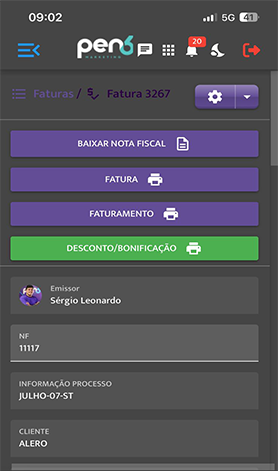 09:02
5G 41
pen6
MARKETING
20
Faturas / Fatura 3267
BAIXAR NOTA FISCAL
FATURA
FATURAMENTO
DESCONTO/BONIFICAÇÃO
Emissor
Sérgio Leonardo
NF
11117
INFORMAÇÃO PROCESSO
JULHO-07-ST
CLIENTE
ALERO